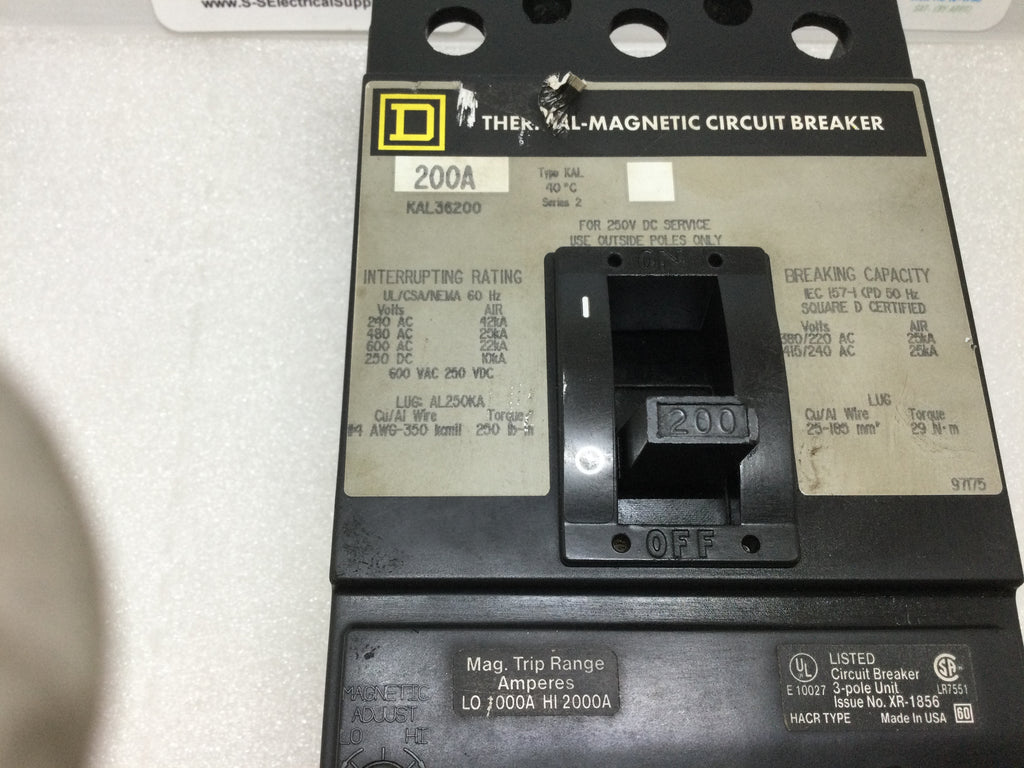 www.S-SElectricalSupp
D
THERMAL-MAGNETIC CIRCUIT BREAKER
200A
KAL36200
Type KAL
40°C
Series 2
FOR 250V DC SERVICE
USE OUTSIDE POLES ONLY
INTERRUPTING RATING
UL/CSA/NEMA 60 Hz
Volts AIR
240 AC 42kA
480 AC 25kA
600 AC 22kA
250 DC 10kA
600 VAC 250 VDC
LUG: AL250KA
Cu/Al Wire Torque
#4 AWG-350 kcmil 250 lb-in
ON
200
OFF
BREAKING CAPACITY
IEC 157-1 CPD 50 Hz
SQUARE D CERTIFIED
Volts AIR
380/220 AC 25kA
415/240 AC 25kA
LUG
Cu/Al Wire Torque
25-185 mm² 29 N·m
97175
MAGNETIC
ADJUST
LO HI
Mag. Trip Range
Amperes
LO 1000A HI 2000A
UL
E 10027
LISTED
Circuit Breaker
3-pole Unit
Issue No. XR-1856
HACR TYPE Made in USA
SA
LR7551
60